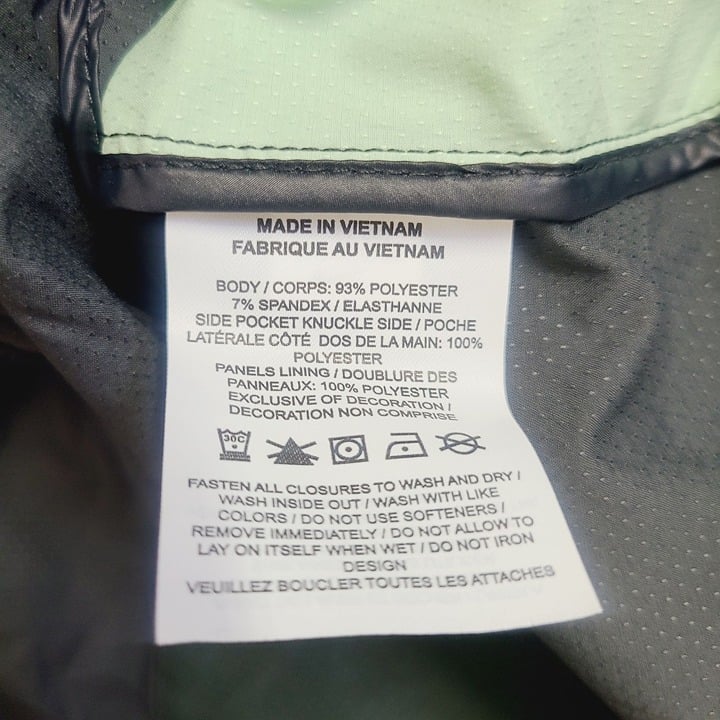 MADE IN VIETNAM
FABRIQUE AU VIETNAM
BODY / CORPS: 93% POLYESTER
7% SPANDEX / ELASTHANNE
SIDE POCKET KNUCKLE SIDE / POCHE
LATÉRALE CÔTÉ DOS DE LA MAIN: 100%
POLYESTER
PANELS LINING / DOUBLURE DES
PANNEAUX: 100% POLYESTER
EXCLUSIVE OF DECORATION /
DECORATION NON COMPRISE
30C
FASTEN ALL CLOSURES TO WASH AND DRY /
WASH INSIDE OUT / WASH WITH LIKE
COLORS / DO NOT USE SOFTENERS /
REMOVE IMMEDIATELY / DO NOT ALLOW TO
LAY ON ITSELF WHEN WET / DO NOT IRON
DESIGN
VEUILLEZ BOUCLER TOUTES LES ATTACHES